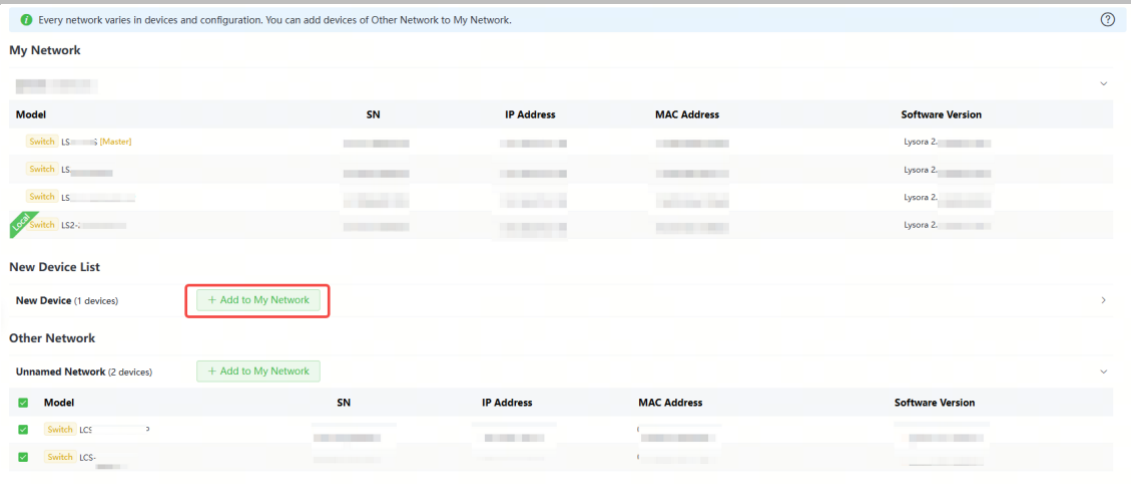 Every network varies in devices and configuration. You can add devices of Other Network to My Network.
My Network
Model SN IP Address MAC Address Software Version
Switch LS [Master] Lysora 2.
Switch LS Lysora 2.
Switch LS Lysora 2.
Local Switch LS2- Lysora 2.
New Device List
New Device (1 devices) + Add to My Network
Other Network
Unnamed Network (2 devices) + Add to My Network
Model SN IP Address MAC Address Software Version
Switch LCS
Switch LCS-